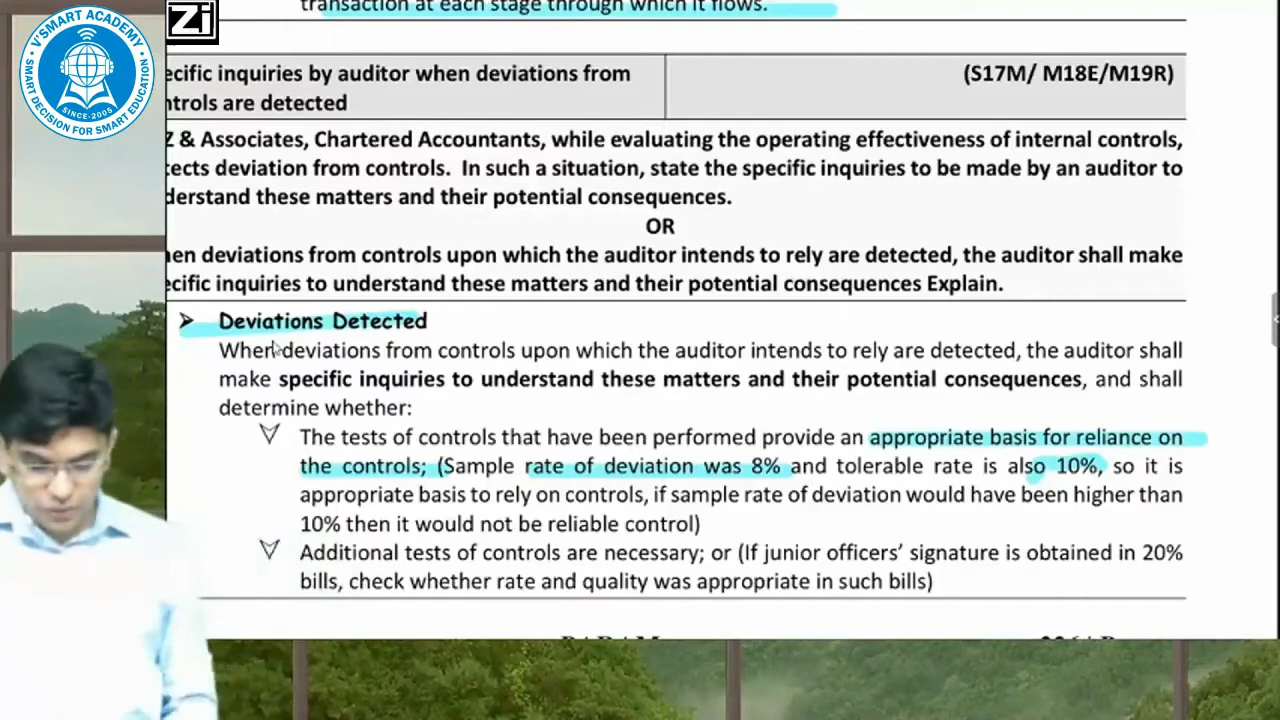 transaction at each stage through which it flows.
Zi
V'SMART ACADEMY
SINCE-2005
SMART DECISION FOR SMART EDUCATION
ecific inquiries by auditor when deviations from
(S17M/ M18E/M19R)
ntrols are detected
Z & Associates, Chartered Accountants, while evaluating the operating effectiveness of internal controls,
tects deviation from controls. In such a situation, state the specific inquiries to be made by an auditor to
derstand these matters and their potential consequences.
OR
hen deviations from controls upon which the auditor intends to rely are detected, the auditor shall make
ecific inquiries to understand these matters and their potential consequences Explain.
Deviations Detected
When deviations from controls upon which the auditor intends to rely are detected, the auditor shall
make specific inquiries to understand these matters and their potential consequences, and shall
determine whether:
The tests of controls that have been performed provide an appropriate basis for reliance on
the controls; (Sample rate of deviation was 8% and tolerable rate is also 10%, so it is
appropriate basis to rely on controls, if sample rate of deviation would have been higher than
10% then it would not be reliable control)
Additional tests of controls are necessary; or (If junior officers' signature is obtained in 20%
bills, check whether rate and quality was appropriate in such bills)